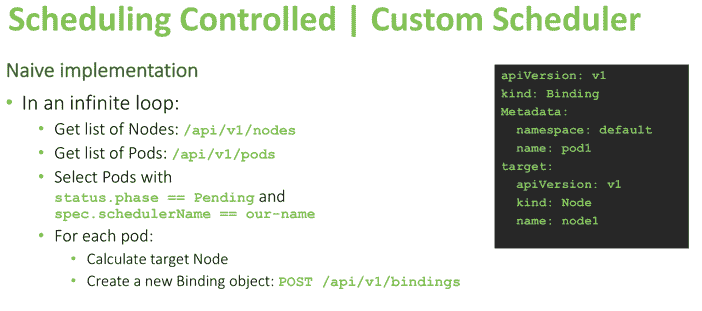 Scheduling Controlled | Custom Scheduler
Naive implementation
• In an infinite loop:
• Get list of Nodes: /api/v1/nodes
• Get list of Pods: /api/v1/pods
• Select Pods with
status.phase == Pending and
spec.schedulerName == our-name
• For each pod:
• Calculate target Node
• Create a new Binding object: POST /api/v1/bindings
apiVersion: v1
kind: Binding
Metadata:
namespace: default
name: pod1
target:
apiVersion: v1
kind: Node
name: node1